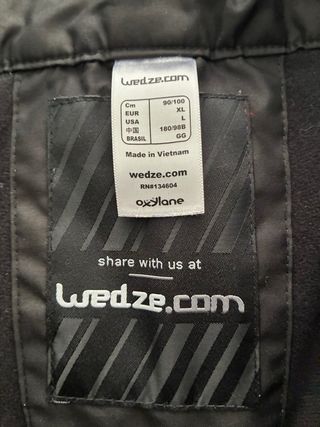 wedze.com
Cm 90/100
EUR XL
USA L
中国 180/98B
BRASIL GG
Made in Vietnam
wedze.com
RN#134604
oxylane
share with us at
wedze.com